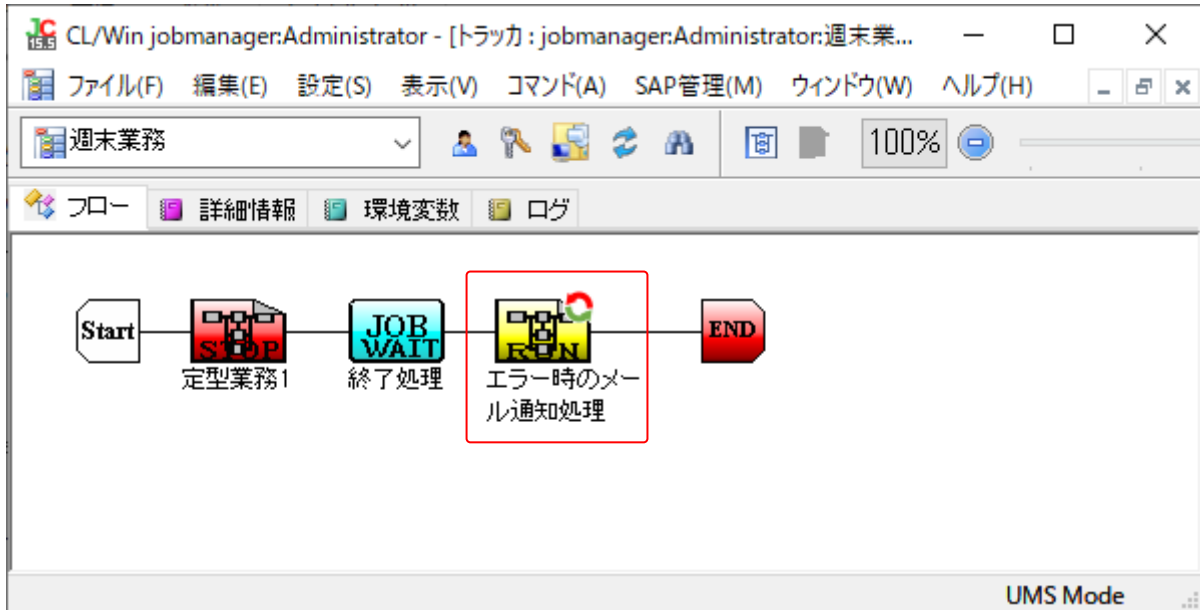 JC 15.5 CL/Win jobmanager:Administrator - [トラッカ : jobmanager:Administrator:週末業...
ファイル(F) 編集(E) 設定(S) 表示(V) コマンド(A) SAP管理(M) ウィンドウ(W) ヘルプ(H)
週末業務 100%
フロー 詳細情報 環境変数 ログ
Start STOP JOB WAIT RUN END
定型業務1 終了処理 エラー時のメー
ル通知処理
UMS Mode